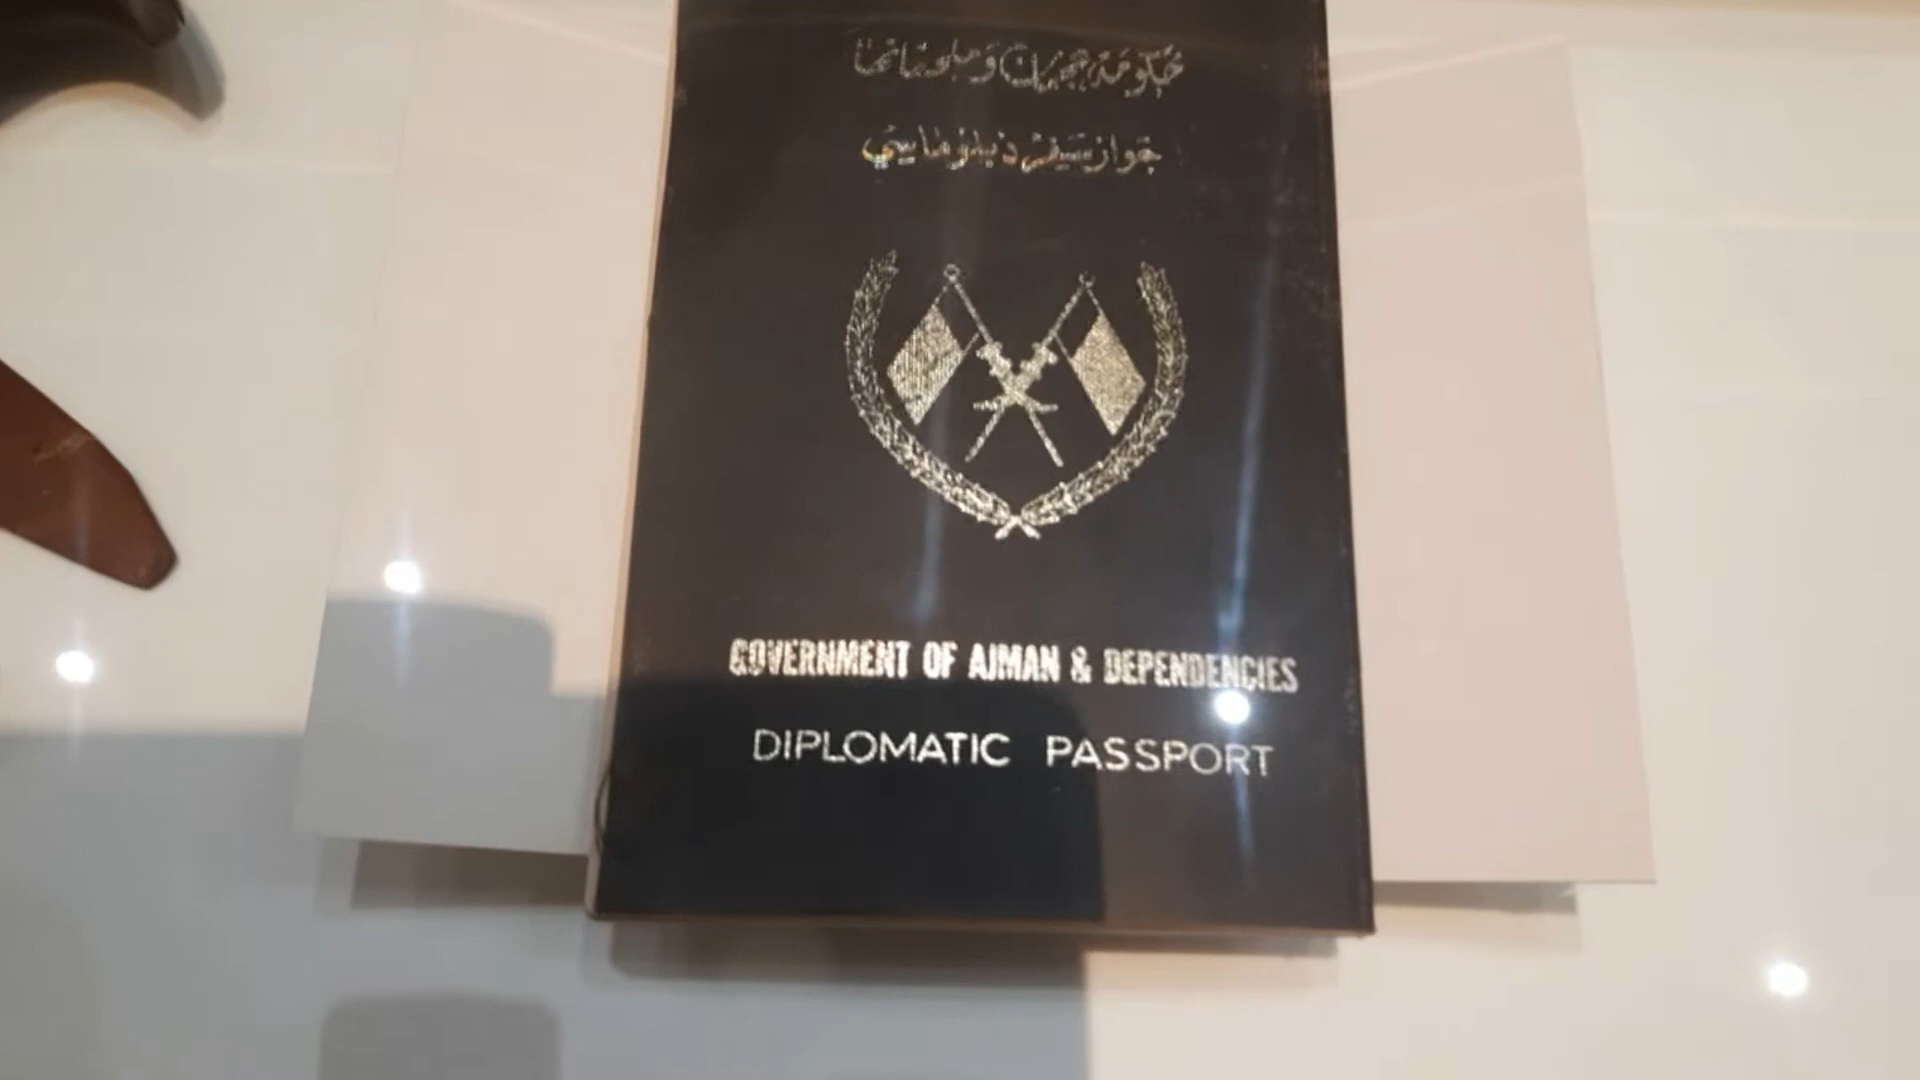 حكومة عجمان وملحقاتها
جواز سفر دبلوماسي
GOVERNMENT OF AJMAN & DEPENDENCIES
DIPLOMATIC PASSPORT